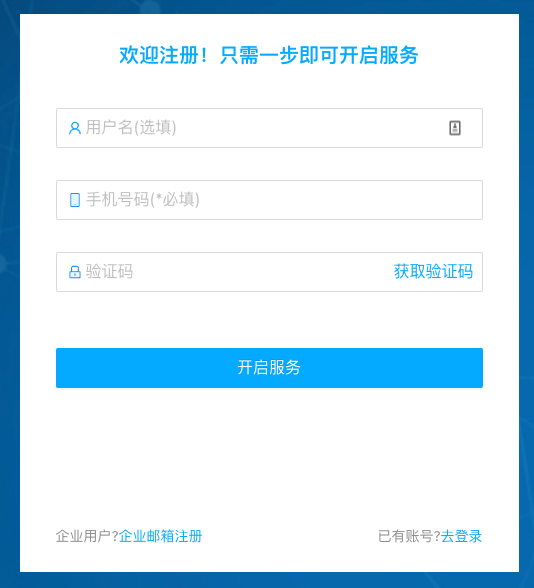 欢迎注册！只需一步即可开启服务
用户名(选填)
手机号码(*必填)
验证码 获取验证码
开启服务
企业用户?企业邮箱注册 已有账号?去登录